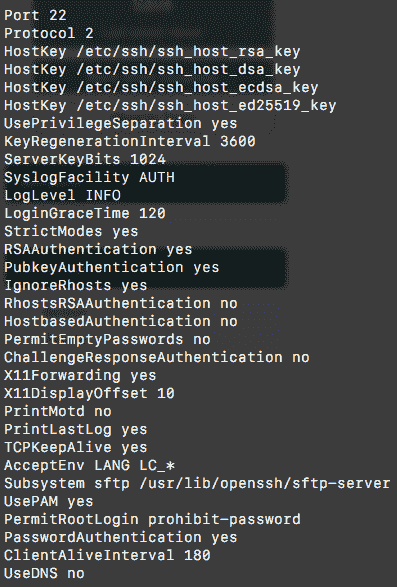 Port 22
Protocol 2
HostKey /etc/ssh/ssh_host_rsa_key
HostKey /etc/ssh/ssh_host_dsa_key
HostKey /etc/ssh/ssh_host_ecdsa_key
HostKey /etc/ssh/ssh_host_ed25519_key
UsePrivilegeSeparation yes
KeyRegenerationInterval 3600
ServerKeyBits 1024
SyslogFacility AUTH
LogLevel INFO
LoginGraceTime 120
StrictModes yes
RSAAuthentication yes
PubkeyAuthentication yes
IgnoreRhosts yes
RhostsRSAAuthentication no
HostbasedAuthentication no
PermitEmptyPasswords no
ChallengeResponseAuthentication no
X11Forwarding yes
X11DisplayOffset 10
PrintMotd no
PrintLastLog yes
TCPKeepAlive yes
AcceptEnv LANG LC_*
Subsystem sftp /usr/lib/openssh/sftp-server
UsePAM yes
PermitRootLogin prohibit-password
PasswordAuthentication yes
ClientAliveInterval 180
UseDNS no